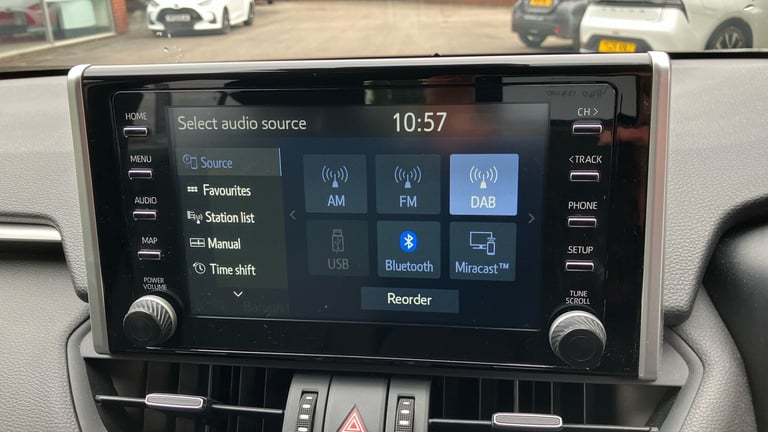 HOME
MENU
AUDIO
MAP
POWER
VOLUME
Select audio source
10:57
Source
Favourites
Station list
Manual
Time shift
AM
FM
DAB
USB
Bluetooth
Miracast™
Reorder
CH >
< TRACK
PHONE
SETUP
TUNE
SCROLL